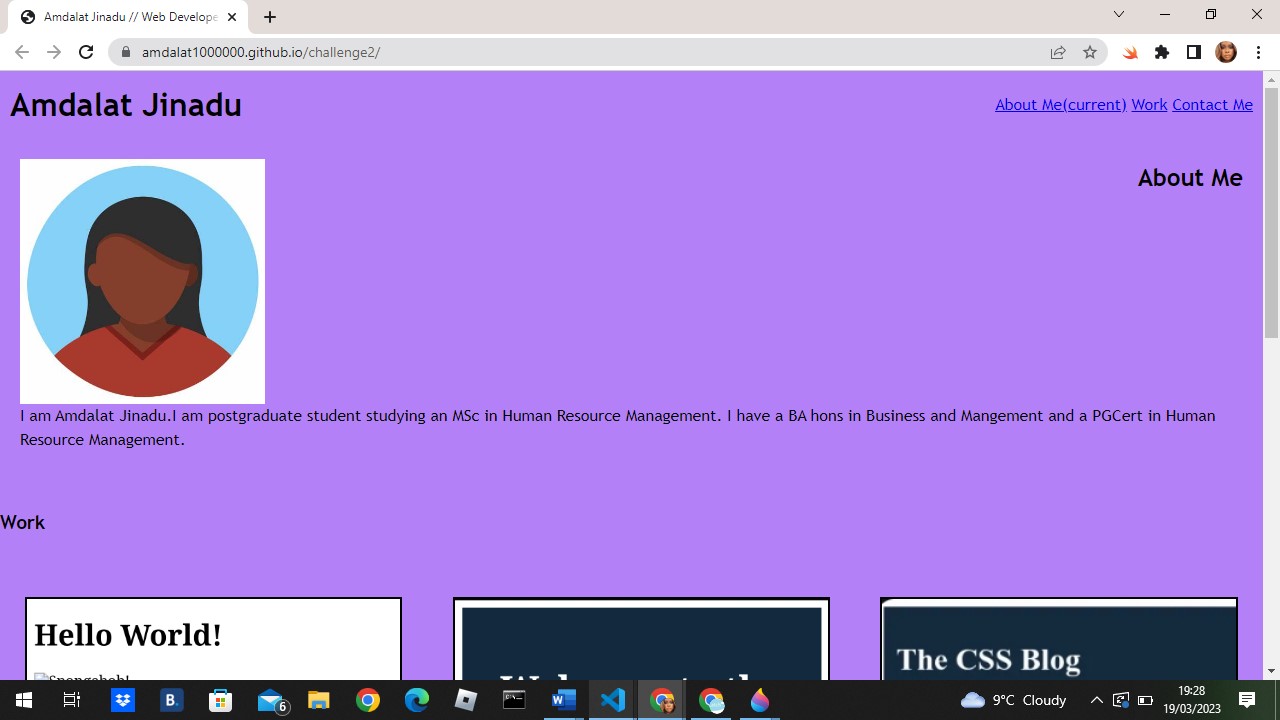 Amdalat Jinadu // Web Develope
amdalat1000000.github.io/challenge2/
Amdalat Jinadu
About Me(current) Work Contact Me
About Me
I am Amdalat Jinadu.I am postgraduate student studying an MSc in Human Resource Management. I have a BA hons in Business and Mangement and a PGCert in Human
Resource Management.
Work
Hello World!
Spongebob!
The CSS Blog
6
9°C Cloudy
19:28
19/03/2023